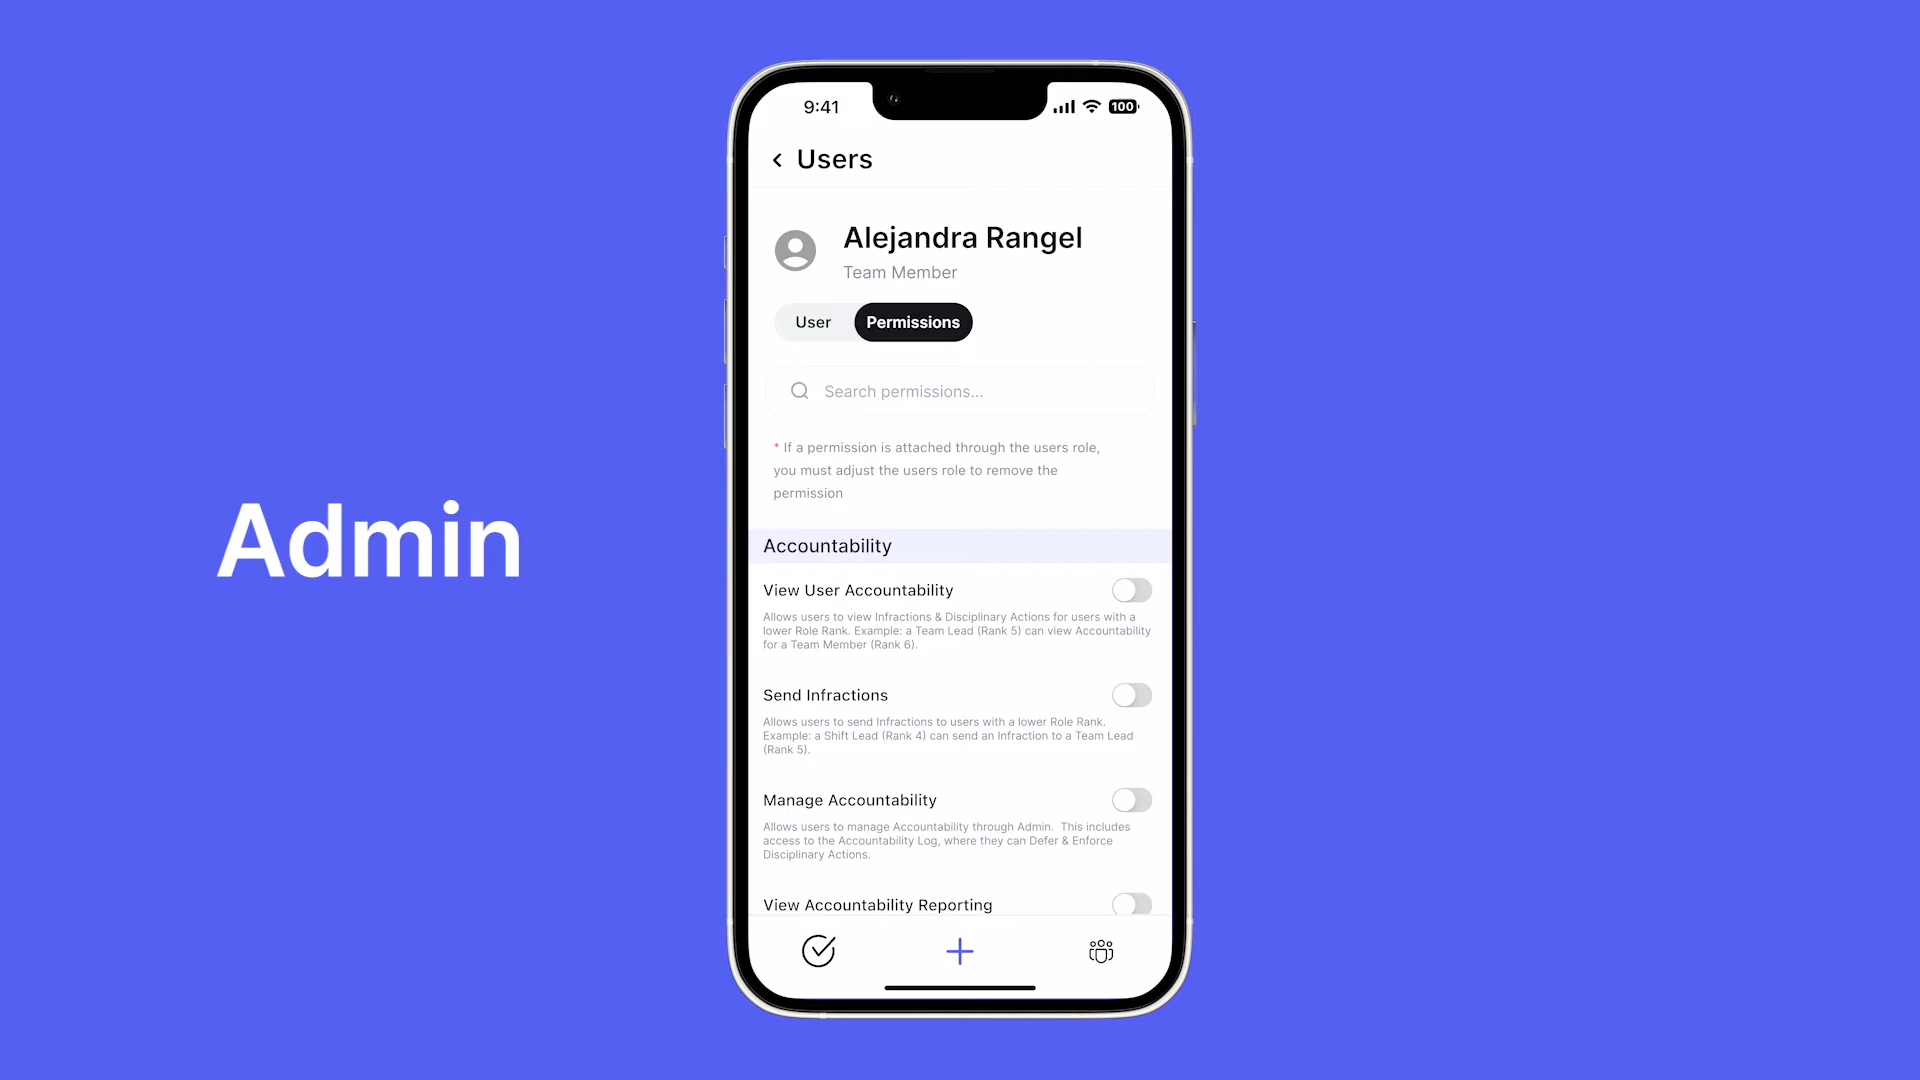 9:41
100
Users
Alejandra Rangel
Team Member
User
Permissions
Search permissions...
* If a permission is attached through the users role,
you must adjust the users role to remove the
permission
Admin
Accountability
View User Accountability
Allows users to view Infractions & Disciplinary Actions for users with a
lower Role Rank. Example: a Team Lead (Rank 5) can view Accountability
for a Team Member (Rank 6).
Send Infractions
Allows users to send Infractions to users with a lower Role Rank.
Example: a Shift Lead (Rank 4) can send an Infraction to a Team Lead
(Rank 5).
Manage Accountability
Allows users to manage Accountability through Admin.  This includes
access to the Accountability Log, where they can Defer & Enforce
Disciplinary Actions.
View Accountability Reporting